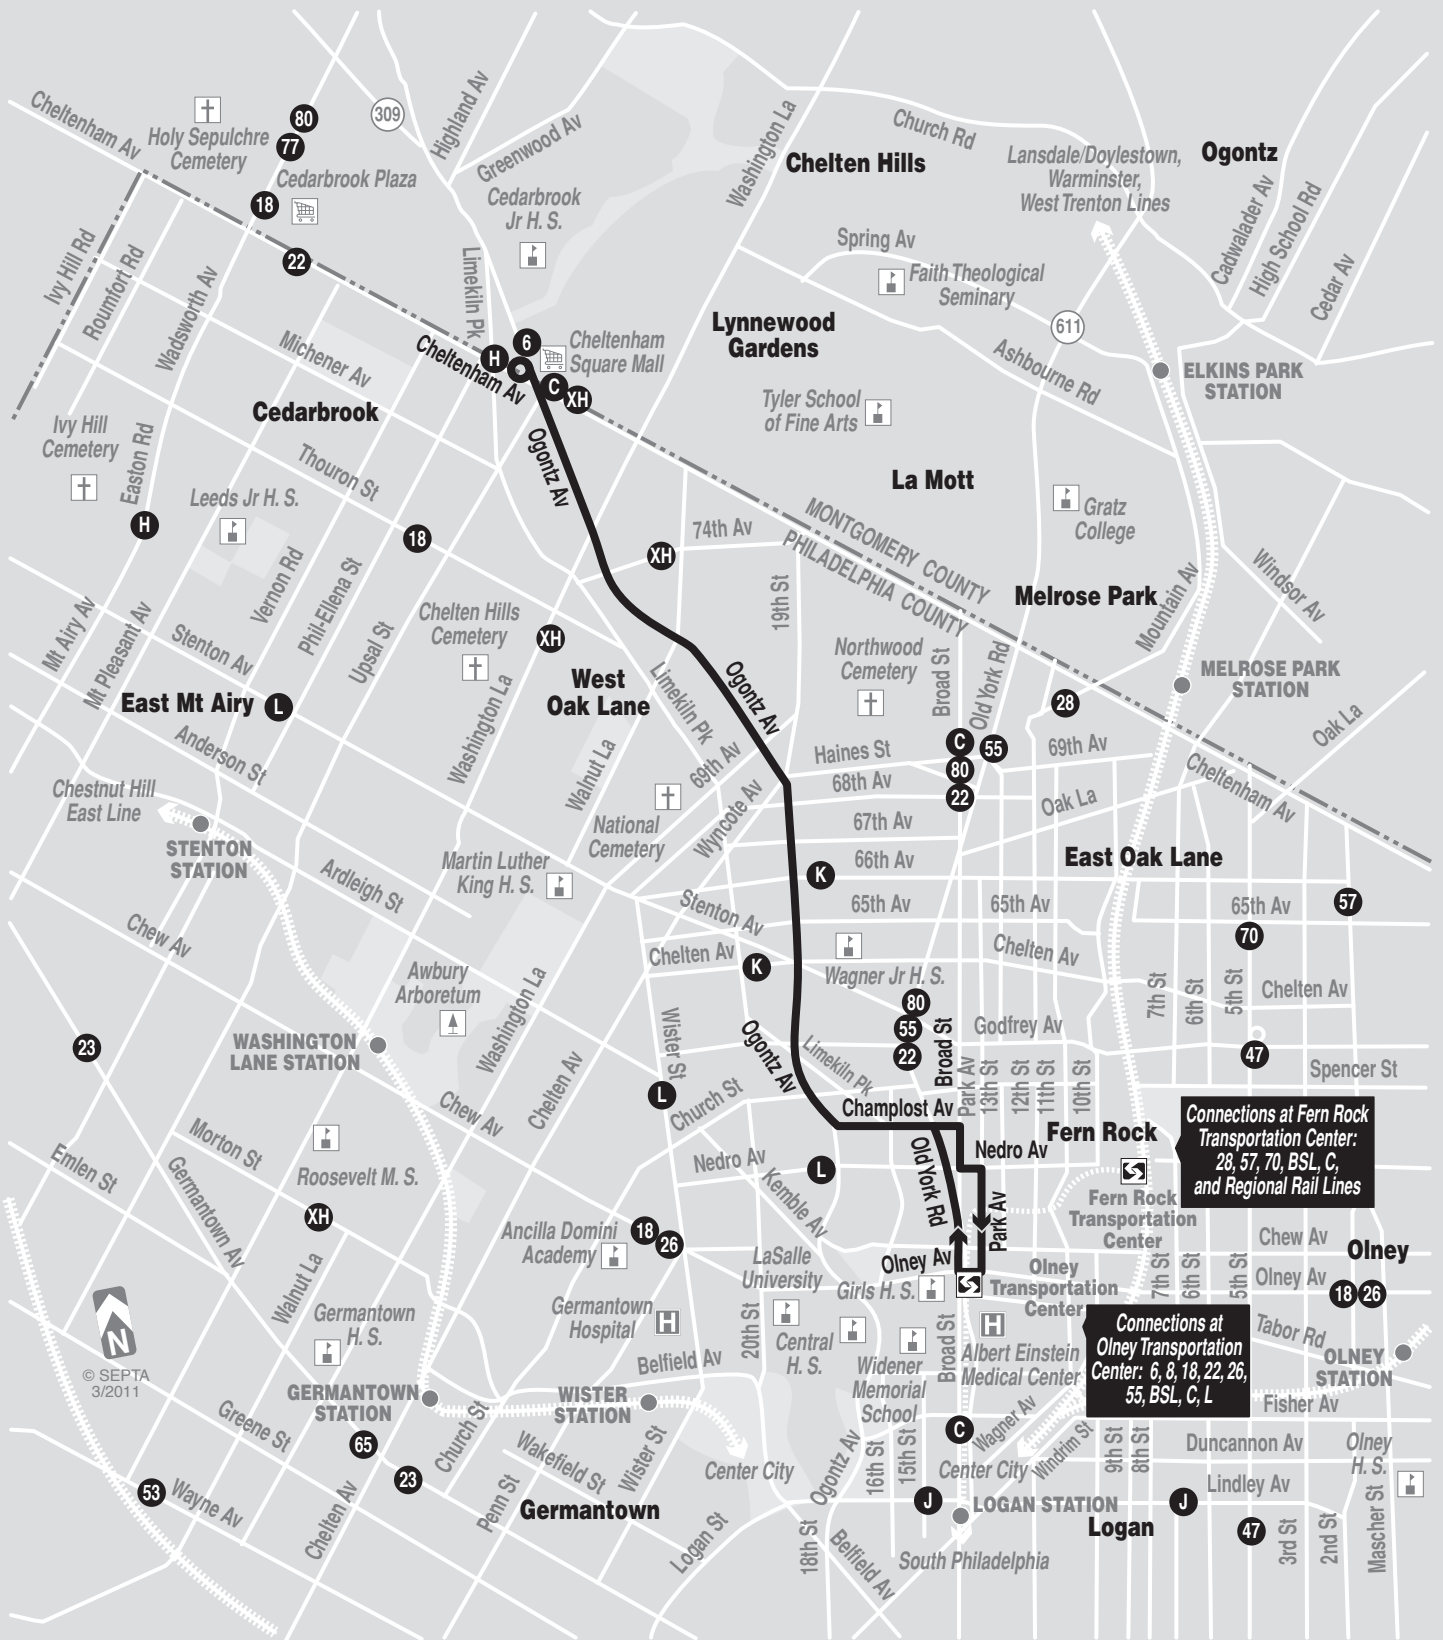 Cheltenham Av
Holy Sepulchre
Cemetery
80
77
309
Highland Av
Greenwood Av
Washington La
Church Rd
Chelten Hills
Lansdale/Doylestown,
Warminster,
West Trenton Lines
Ogontz
Cedarbrook Plaza
18
Cedarbrook
Jr H. S.
Cadwalader Av
High School Rd
Cedar Av
Ivy Hill Rd
Roumfort Rd
Wadsworth Av
22
Limekiln Pk
Spring Av
Faith Theological
Seminary
611
Lynnewood
Gardens
Michener Av
Cheltenham Av
H
6
C
XH
Cheltenham
Square Mall
Ashbourne Rd
ELKINS PARK
STATION
Tyler School
of Fine Arts
Cedarbrook
Ivy Hill
Cemetery
Easton Rd
Thouron St
Ogontz Av
La Mott
Leeds Jr H. S.
H
18
XH
74th Av
MONTGOMERY COUNTY
PHILADELPHIA COUNTY
Gratz
College
Windsor Av
Mountain Av
Melrose Park
Mt Airy Av
Mt Pleasant Av
Stenton Av
Vernon Rd
Phil-Ellena St
Upsal St
Chelten Hills
Cemetery
XH
19th St
Northwood
Cemetery
Broad St
Old York Rd
MELROSE PARK
STATION
East Mt Airy
L
West
Oak Lane
Limekiln Pk
Ogontz Av
28
Oak La
Anderson St
Washington La
Walnut La
69th Av
Haines St
C
55
80
22
69th Av
68th Av
Oak La
Cheltenham Av
Chestnut Hill
East Line
STENTON
STATION
National
Cemetery
Wyncote Av
67th Av
66th Av
East Oak Lane
Martin Luther
King H. S.
K
Ardleigh St
Stenton Av
65th Av
65th Av
65th Av
57
70
Chew Av
Chelten Av
K
Wagner Jr H. S.
Chelten Av
Awbury
Arboretum
Washington La
7th St
6th St
5th St
Chelten Av
23
WASHINGTON
LANE STATION
Wister St
Ogontz Av
80
55
22
Broad St
Godfrey Av
47
Limekiln Pk
Park Av
13th St
12th St
11th St
10th St
Spencer St
Chew Av
Chelten Av
L
Church St
Champlost Av
Fern Rock
Connections at Fern Rock
Transportation Center:
28, 57, 70, BSL, C,
and Regional Rail Lines
Emlen St
Morton St
Germantown Av
Roosevelt M. S.
Nedro Av
L
Kemble Av
Old York Rd
Nedro Av
Park Av
Fern Rock
Transportation
Center
XH
Ancilla Domini
Academy
18
26
LaSalle
University
Olney Av
Chew Av
Olney
Walnut La
Girls H. S.
Olney
Transportation
Center
7th St
6th St
5th St
Olney Av
18
26
N
© SEPTA
3/2011
Germantown
H. S.
Germantown
Hospital
20th St
Central
H. S.
Widener
Memorial
School
Broad St
Albert Einstein
Medical Center
Connections at
Olney Transportation
Center: 6, 8, 18, 22, 26,
55, BSL, C, L
Tabor Rd
OLNEY
STATION
Belfield Av
GERMANTOWN
STATION
WISTER
STATION
Fisher Av
Greene St
65
Church St
Wakefield St
Wister St
Center City
Ogontz Av
16th St
15th St
C
Wagner Av
Center City
Windrim St
9th St
8th St
Duncannon Av
Olney
H. S.
53
Wayne Av
Chelten Av
23
Penn St
Germantown
Logan St
18th St
Belfield Av
J
LOGAN STATION
Logan
J
Lindley Av
47
3rd St
2nd St
Mascher St
South Philadelphia